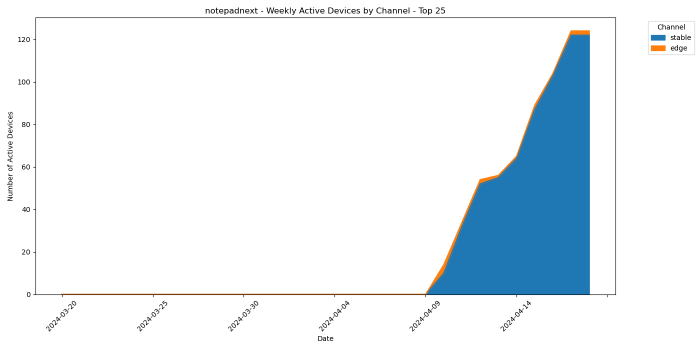 notepadnext - Weekly Active Devices by Channel - Top 25
Channel
stable
edge
Number of Active Devices
120
100
80
60
40
20
0
2024-03-20
2024-03-25
2024-03-30
2024-04-04
2024-04-09
2024-04-14
Date